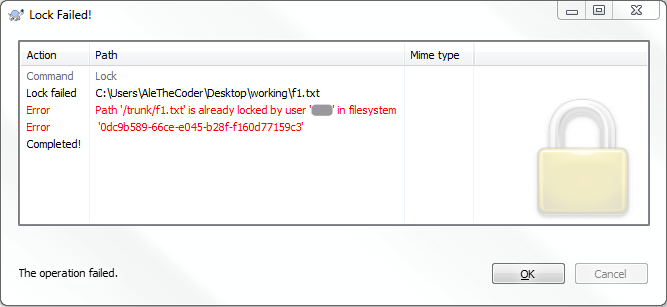 Lock Failed!
Action Path Mime type
Command Lock
Lock failed C:\Users\AleTheCoder\Desktop\working\f1.txt
Error Path '/trunk/f1.txt' is already locked by user ' ' in filesystem
Error '0dc9b589-66ce-e045-b28f-f160d77159c3'
Completed!
The operation failed.
OK Cancel